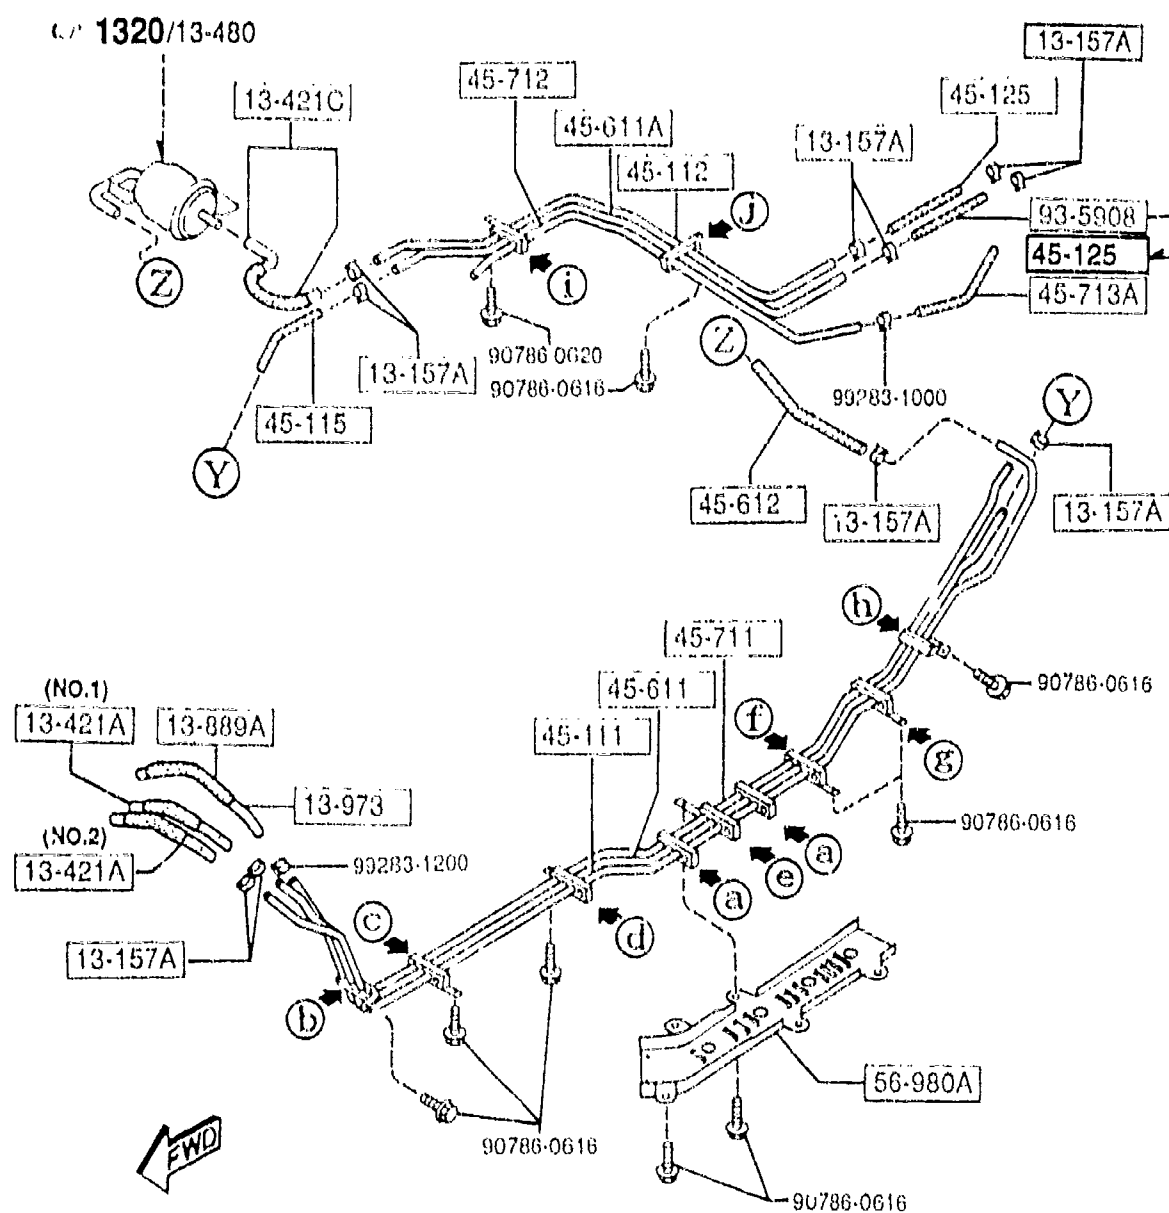 1320/13-480
13-157A
13-421C
45-712
45-125
45-611A
13-157A
45-112
j
93-5908
45-125
i
Z
45-713A
Z
90786-0620
13-157A
90786-0616
99283-1000
Y
45-115
Y
45-612
13-157A
13-157A
h
45-711
90786-0616
(NO.1)
45-611
13-421A
13-889A
f
45-111
g
13-973
90786-0616
(NO.2)
a
13-421A
99283-1200
e
a
c
d
13-157A
b
56-980A
FWD
90786-0616
90786-0616